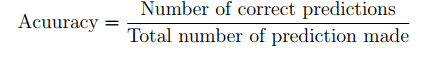 Acuuracy = Number of correct predictions
Total number of prediction made